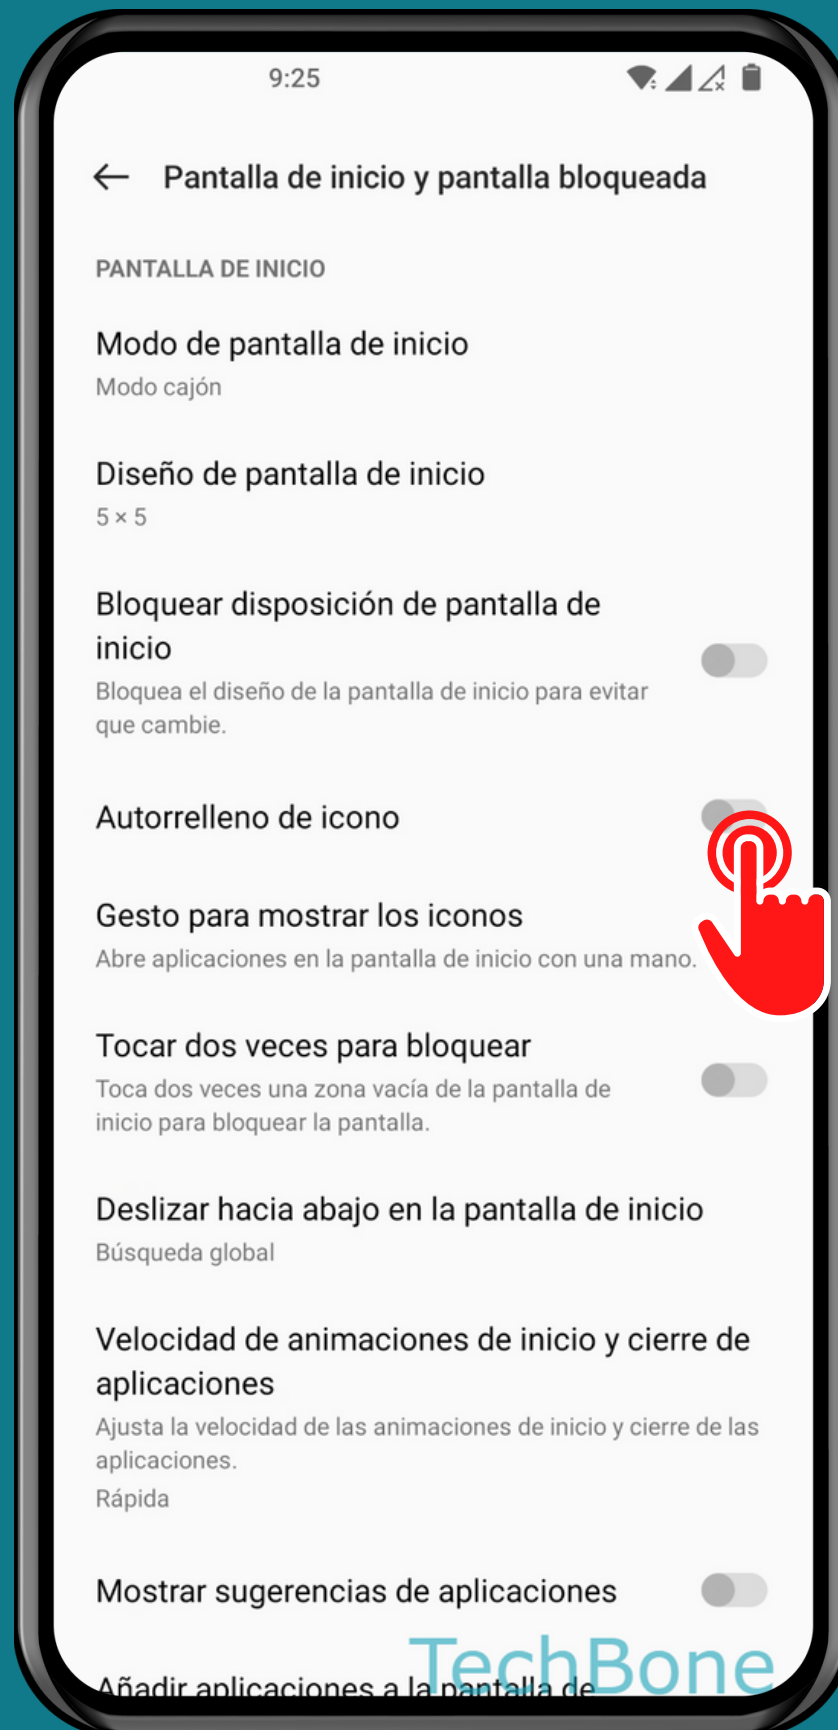 9:25
Pantalla de inicio y pantalla bloqueada
PANTALLA DE INICIO
Modo de pantalla de inicio
Modo cajón
Diseño de pantalla de inicio
5 × 5
Bloquear disposición de pantalla de
inicio
Bloquea el diseño de la pantalla de inicio para evitar
que cambie.
Autorrelleno de icono
Gesto para mostrar los iconos
Abre aplicaciones en la pantalla de inicio con una mano.
Tocar dos veces para bloquear
Toca dos veces una zona vacía de la pantalla de
inicio para bloquear la pantalla.
Deslizar hacia abajo en la pantalla de inicio
Búsqueda global
Velocidad de animaciones de inicio y cierre de
aplicaciones
Ajusta la velocidad de las animaciones de inicio y cierre de las
aplicaciones.
Rápida
Mostrar sugerencias de aplicaciones
TechBone
Añadir aplicaciones a la pantalla de